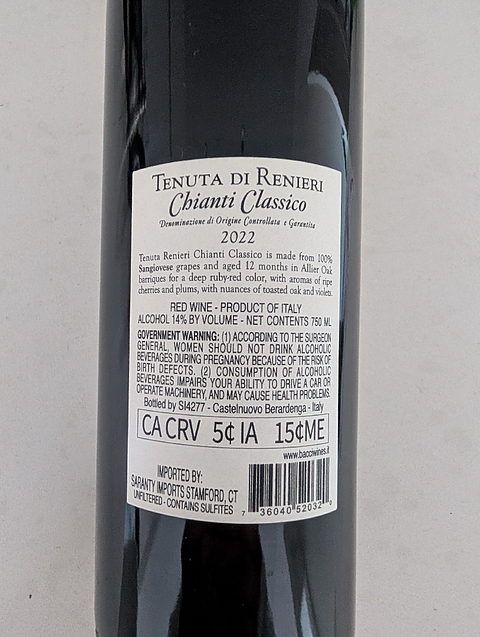 TENUTA DI RENIERI
Chianti Classico
Denominazione di Origine Controllata e Garantita
2022
Tenuta Renieri Chianti Classico is made from 100%
Sangiovese grapes and aged 12 months in Allier Oak
barriques for a deep ruby-red color, with aromas of ripe
cherries and plums, with nuances of toasted oak and violets.
RED WINE - PRODUCT OF ITALY
ALCOHOL 14% BY VOLUME - NET CONTENTS 750 ML
GOVERNMENT WARNING: (1) ACCORDING TO THE SURGEON
GENERAL, WOMEN SHOULD NOT DRINK ALCOHOLIC
BEVERAGES DURING PREGNANCY BECAUSE OF THE RISK OF
BIRTH DEFECTS. (2) CONSUMPTION OF ALCOHOLIC
BEVERAGES IMPAIRS YOUR ABILITY TO DRIVE A CAR OR
OPERATE MACHINERY, AND MAY CAUSE HEALTH PROBLEMS.
Bottled by SI4277 - Castelnuovo Berardenga - Italy
CA CRV 5¢ IA 15¢ME
www.bacciwines.it
IMPORTED BY:
SARANTY IMPORTS STAMFORD, CT
UNFILTERED - CONTAINS SULFITES
7 36040 52032